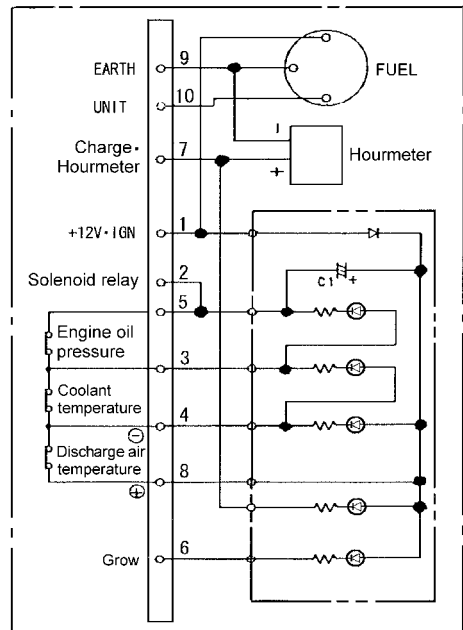 EARTH
9
FUEL
UNIT
10
Charge·
Hourmeter
7
-
+
Hourmeter
+12V·IGN
1
Solenoid relay
2
C1
+
5
Engine oil
pressure
3
Coolant
temperature
4
⊖
Discharge air
temperature
8
⊕
Grow
6